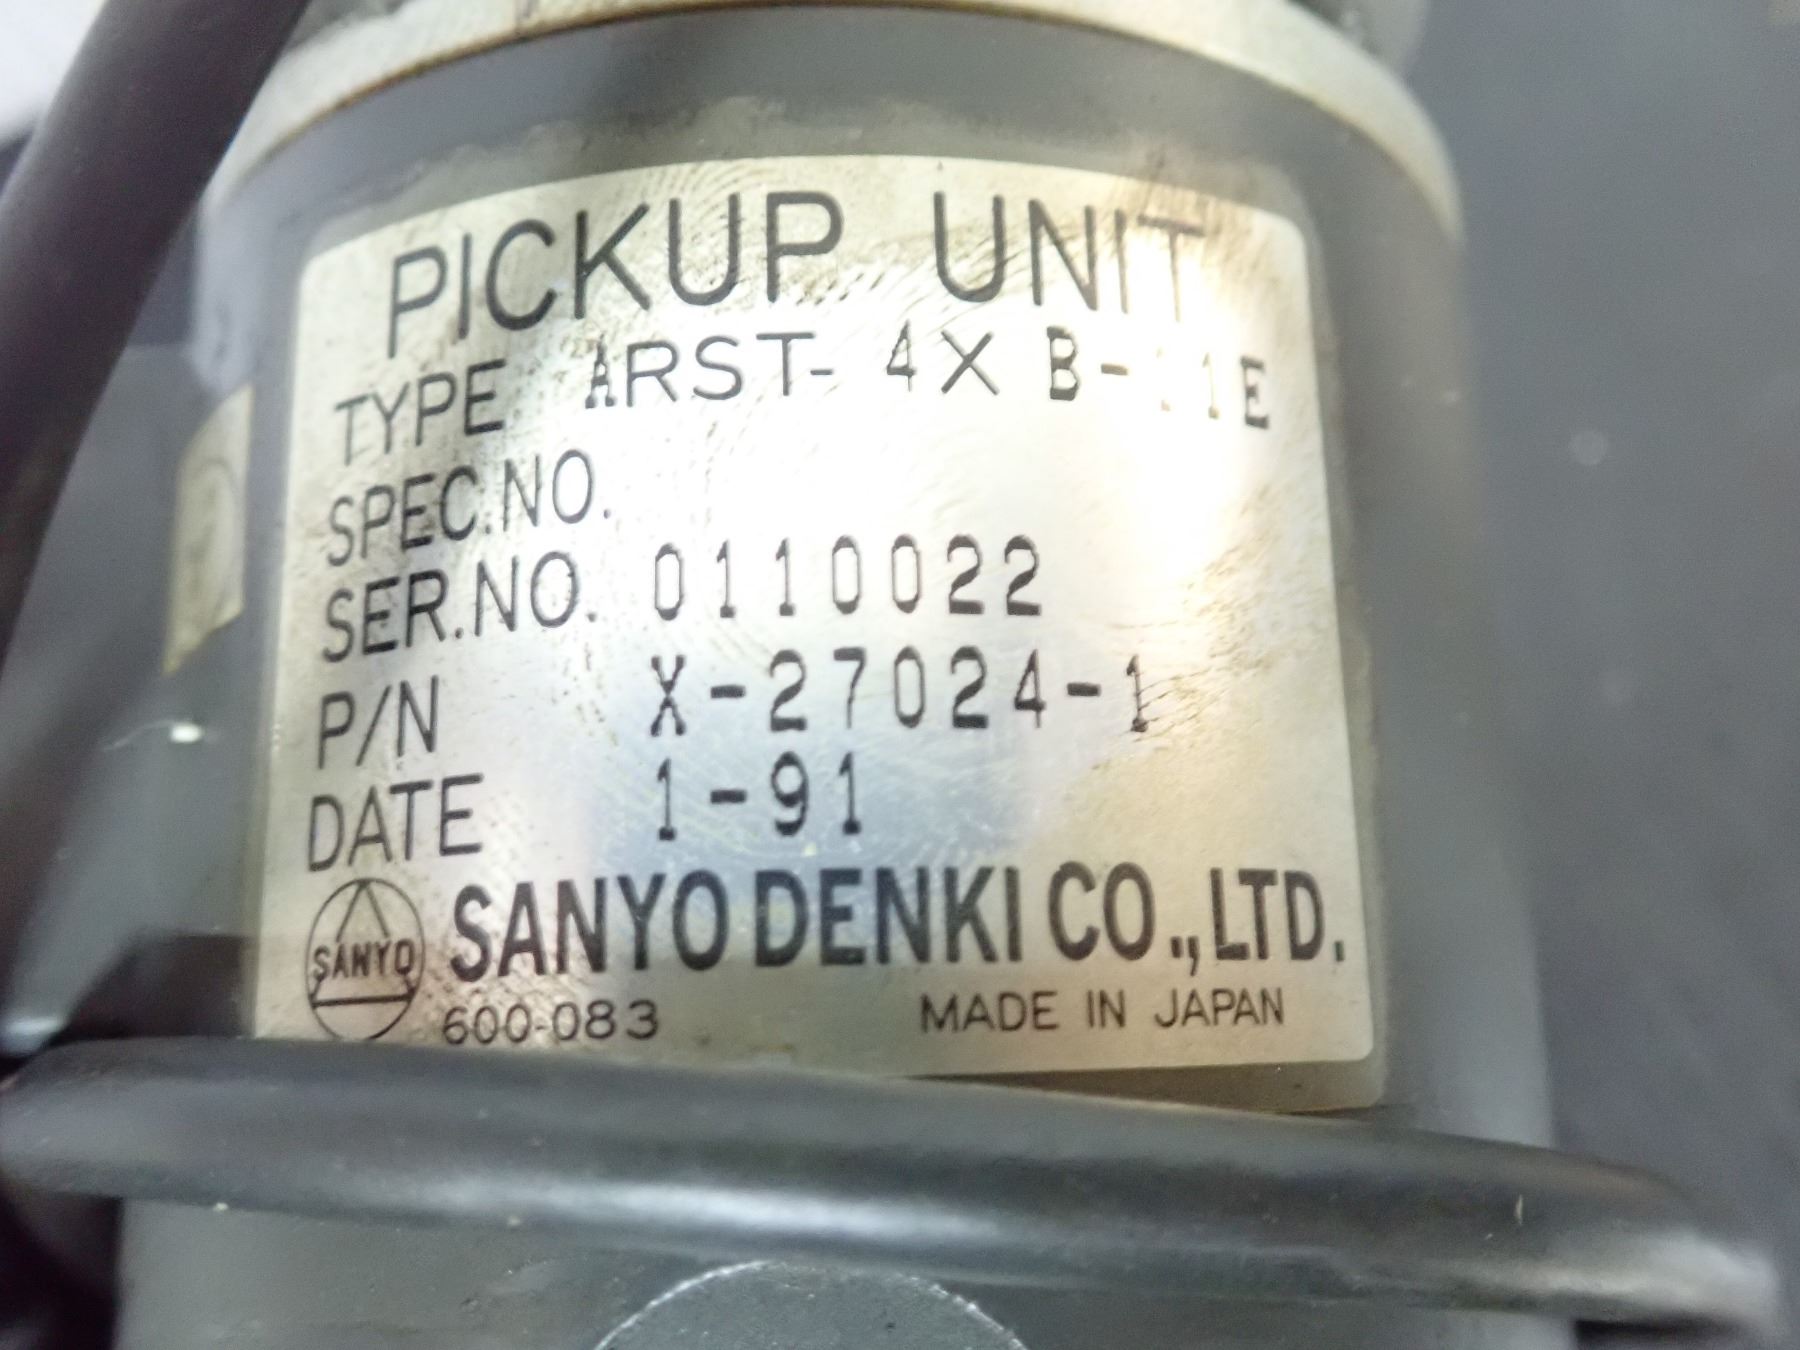 PICKUP UNIT
TYPE ARST- 4X B-11E
SPEC.NO.
SER.NO. 0110022
P/N X-27024-1
DATE 1-91
SANYO SANYO DENKI CO., LTD.
600-083 MADE IN JAPAN